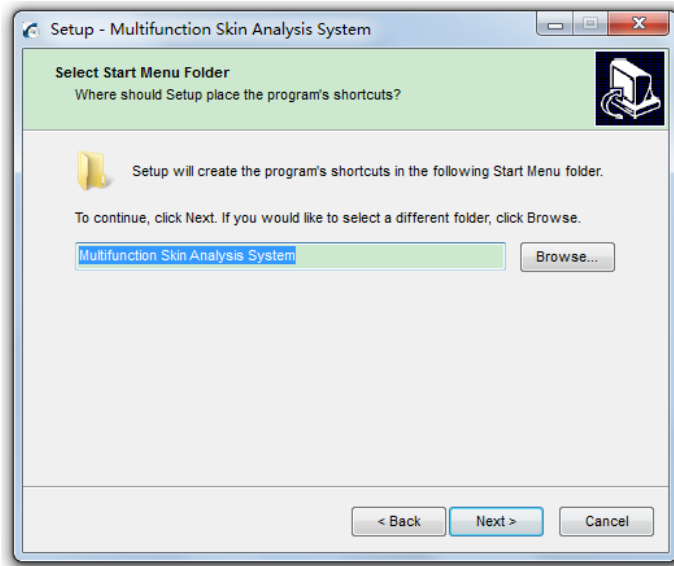 Setup - Multifunction Skin Analysis System
Select Start Menu Folder
Where should Setup place the program's shortcuts?
Setup will create the program's shortcuts in the following Start Menu folder.
To continue, click Next. If you would like to select a different folder, click Browse.
Multifunction Skin Analysis System
Browse...
< Back
Next >
Cancel